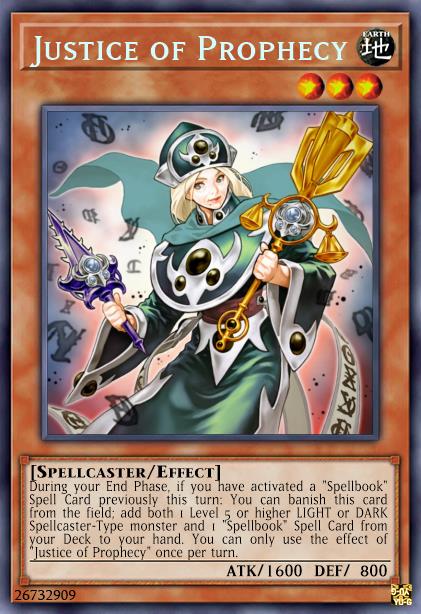 JUSTICE OF PROPHECY
EARTH
地
[SPELLCASTER/EFFECT]
During your End Phase, if you have activated a "Spellbook"
Spell Card previously this turn: You can banish this card
from the field; add both 1 Level 5 or higher LIGHT or DARK
Spellcaster-Type monster and 1 "Spellbook" Spell Card from
your Deck to your hand. You can only use the effect of
"Justice of Prophecy" once per turn.
ATK/1600 DEF/ 800
26732909